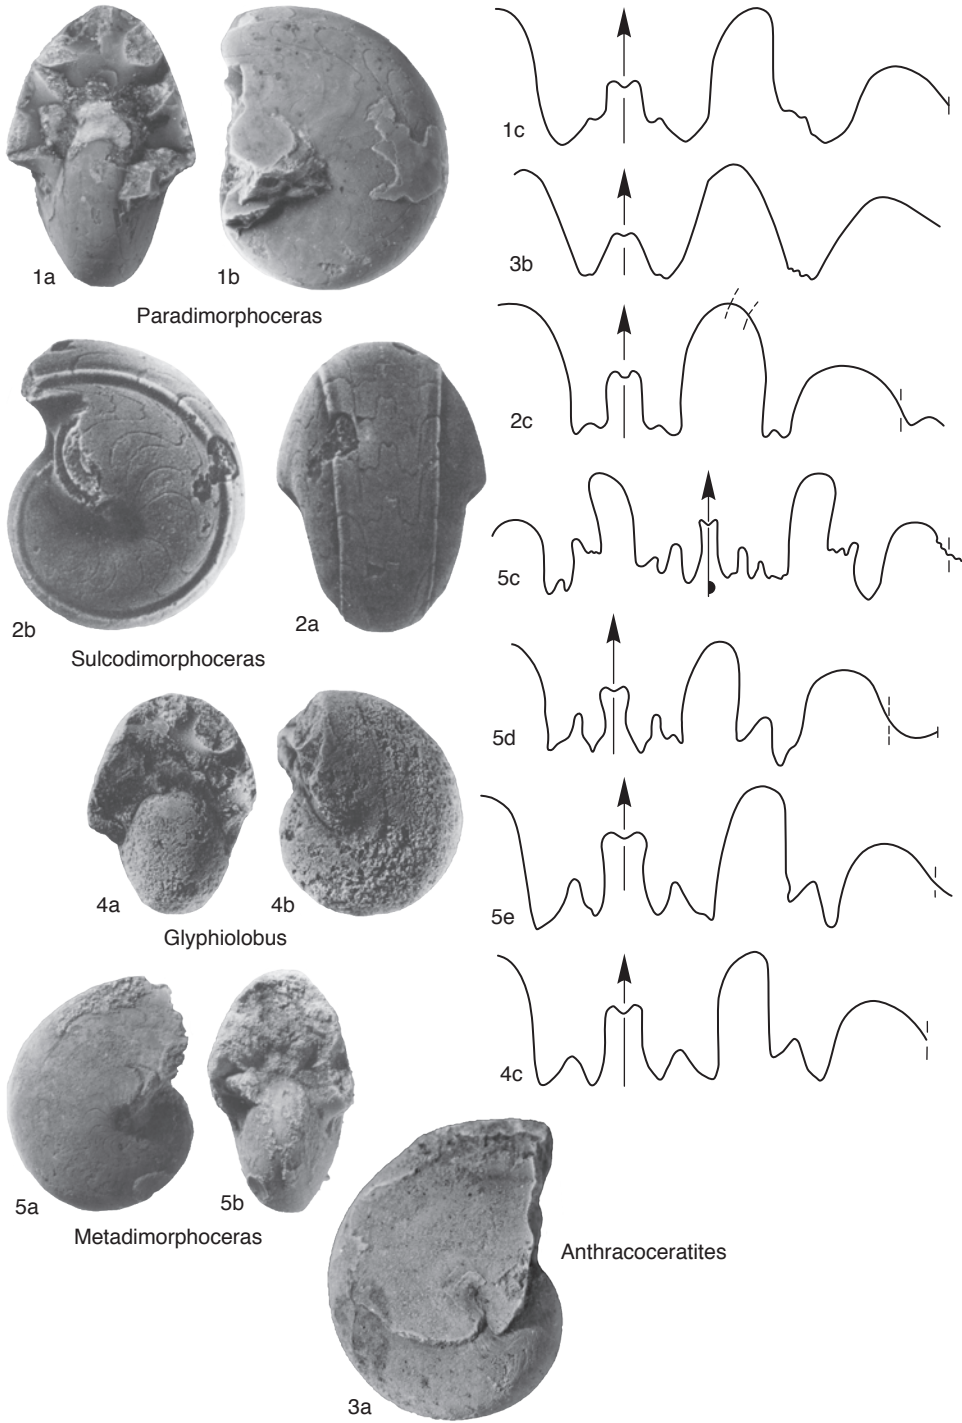 1a
1b
Paradimorphoceras
2b
2a
Sulcodimorphoceras
4a
4b
Glyphiolobus
5a
5b
Metadimorphoceras
3a
Anthracoceratites
1c
3b
2c
5c
5d
5e
4c